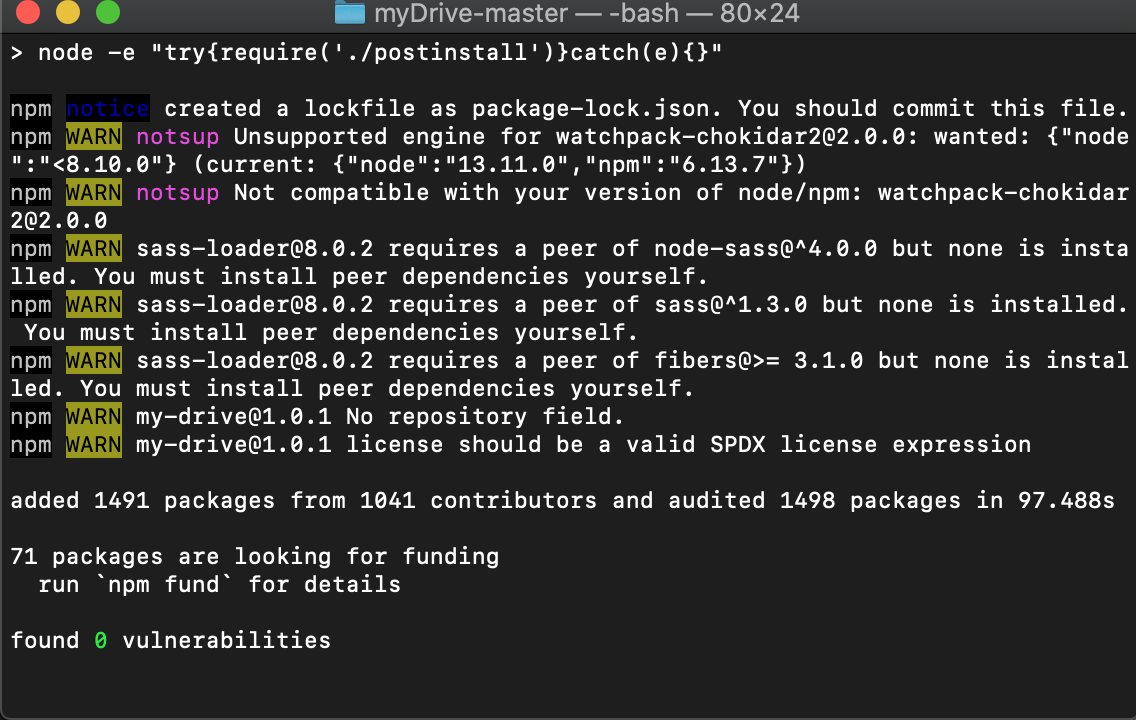 myDrive-master — -bash — 80×24
> node -e "try{require('./postinstall')}catch(e){}"
npm notice created a lockfile as package-lock.json. You should commit this file.
npm WARN notsup Unsupported engine for watchpack-chokidar2@2.0.0: wanted: {"node
":"<8.10.0"} (current: {"node":"13.11.0","npm":"6.13.7"})
npm WARN notsup Not compatible with your version of node/npm: watchpack-chokidar
2@2.0.0
npm WARN sass-loader@8.0.2 requires a peer of node-sass@^4.0.0 but none is insta
lled. You must install peer dependencies yourself.
npm WARN sass-loader@8.0.2 requires a peer of sass@^1.3.0 but none is installed.
 You must install peer dependencies yourself.
npm WARN sass-loader@8.0.2 requires a peer of fibers@>= 3.1.0 but none is instal
led. You must install peer dependencies yourself.
npm WARN my-drive@1.0.1 No repository field.
npm WARN my-drive@1.0.1 license should be a valid SPDX license expression
added 1491 packages from 1041 contributors and audited 1498 packages in 97.488s
71 packages are looking for funding
  run `npm fund` for details
found 0 vulnerabilities